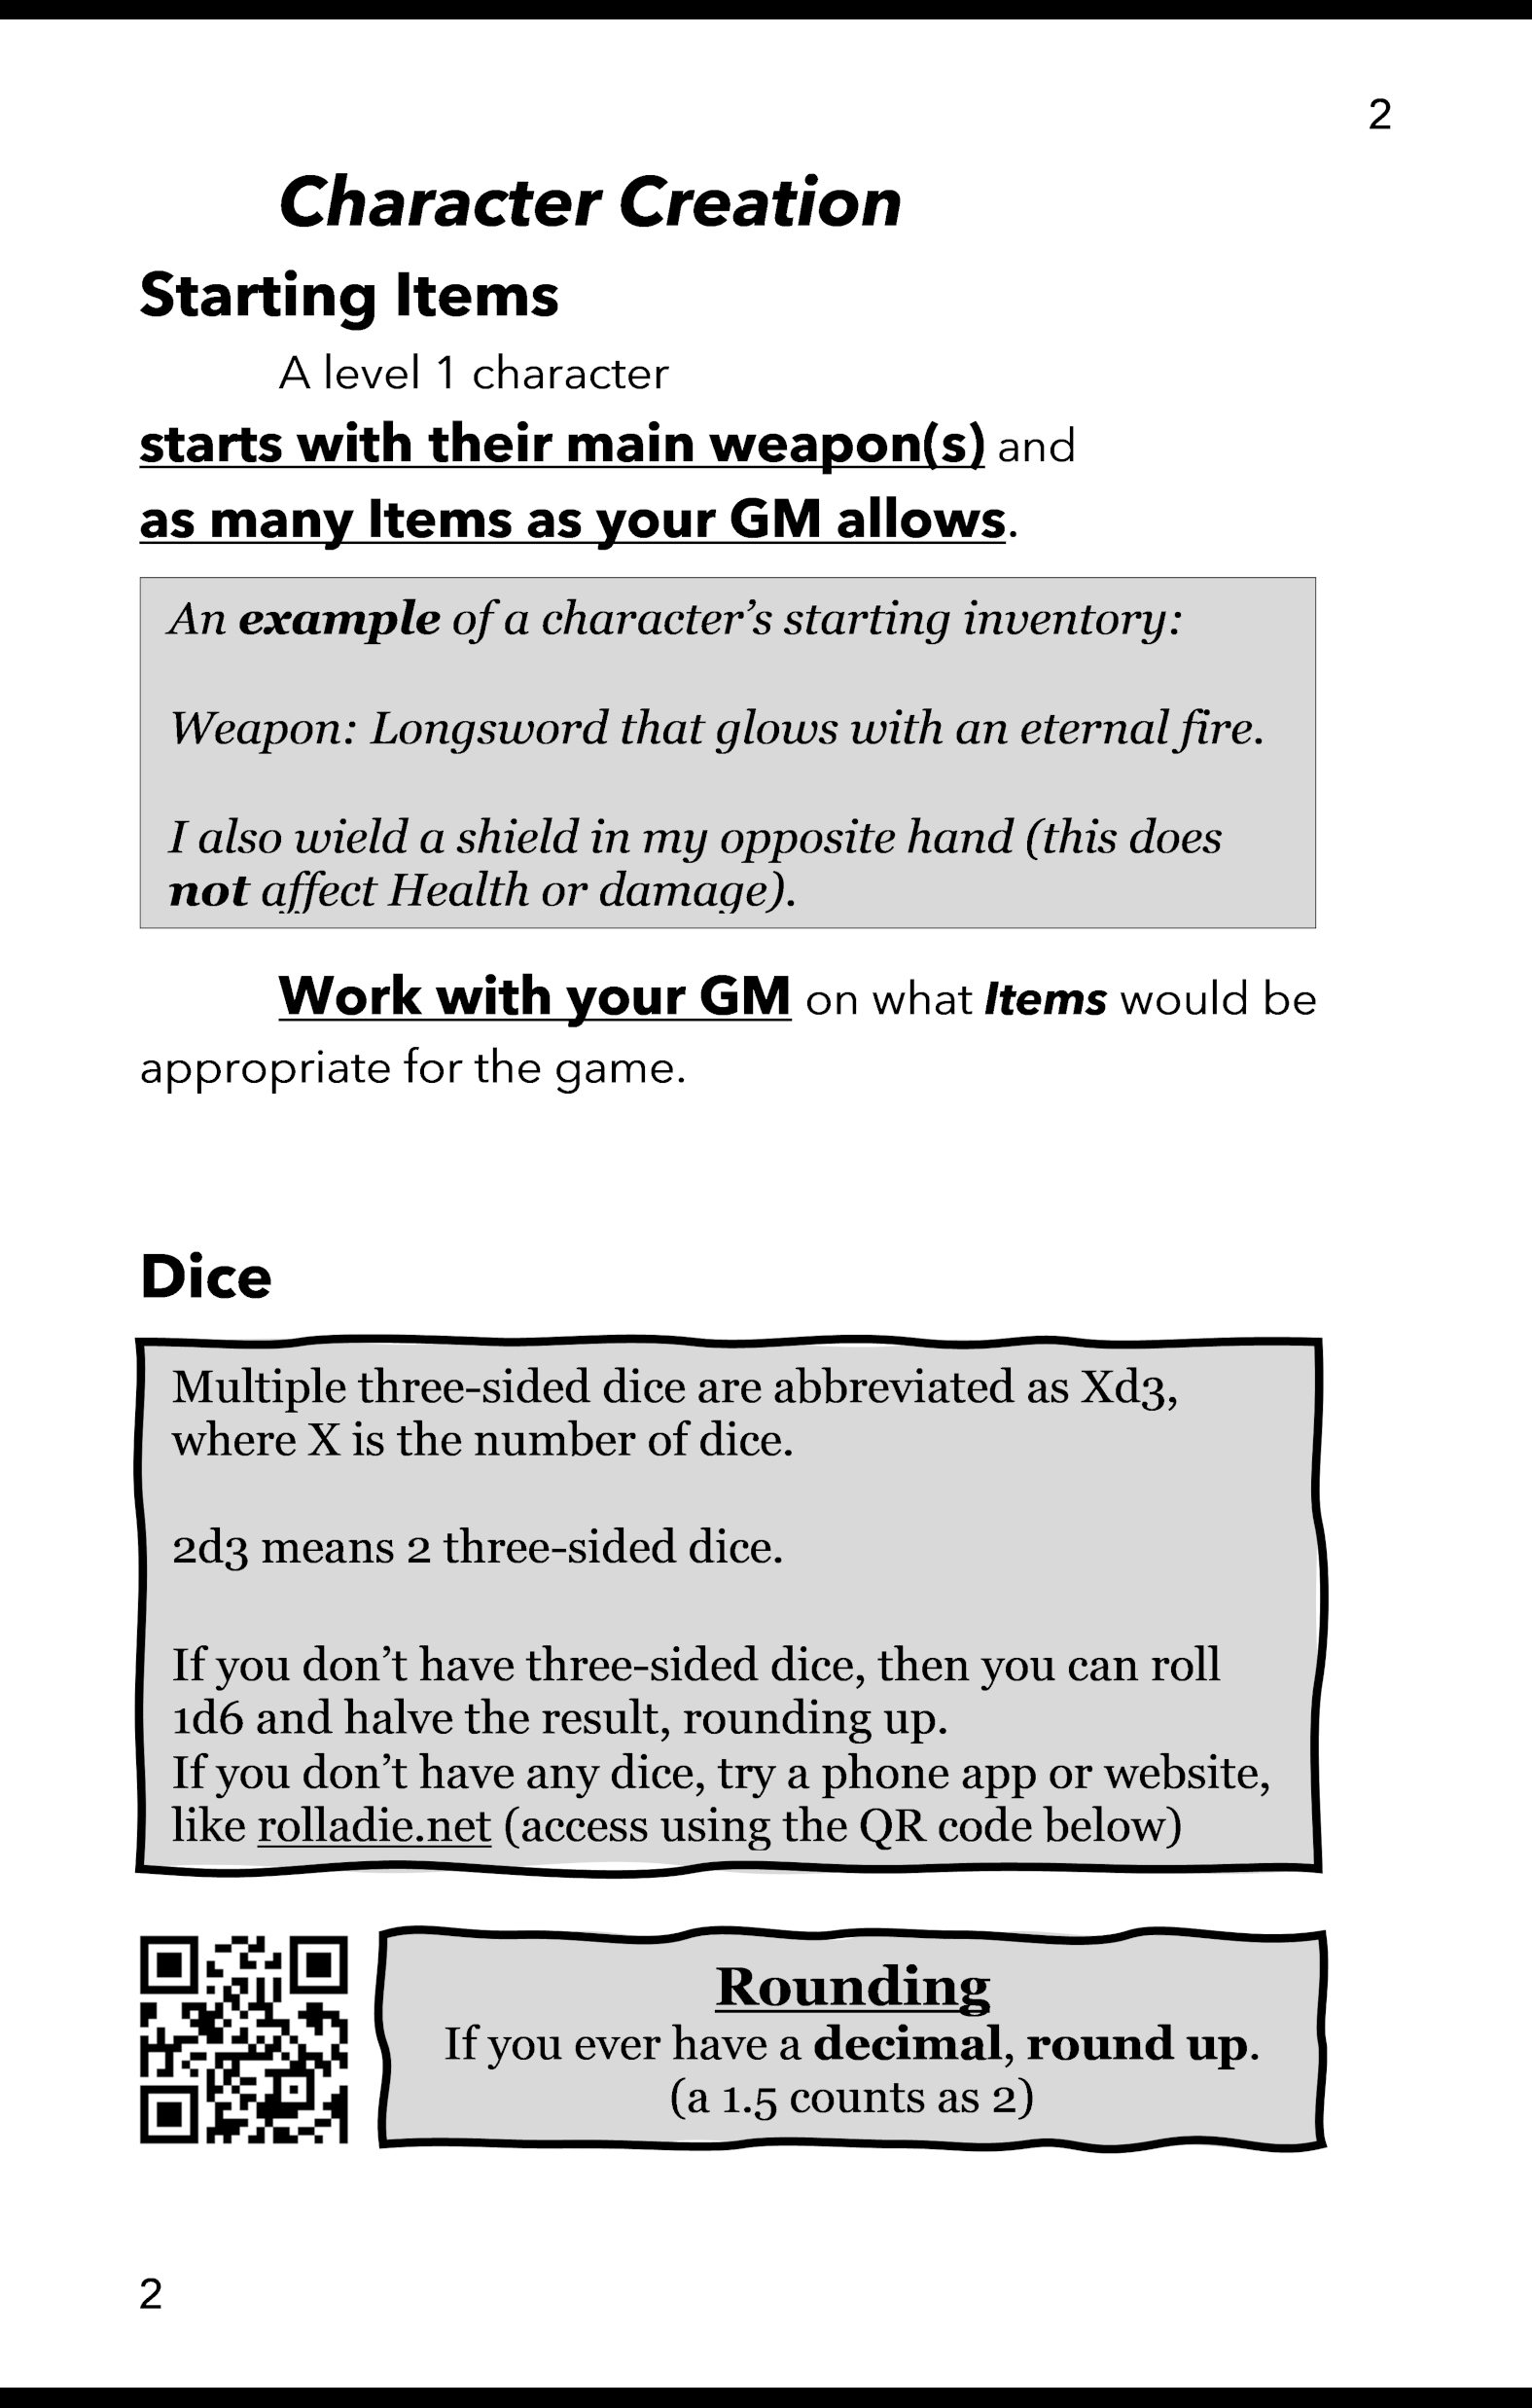 2
Character Creation
Starting Items
A level 1 character
starts with their main weapon(s) and
as many Items as your GM allows.
An example of a character’s starting inventory:
Weapon: Longsword that glows with an eternal fire.
I also wield a shield in my opposite hand (this does
not affect Health or damage).
Work with your GM on what Items would be
appropriate for the game.
Dice
Multiple three-sided dice are abbreviated as Xd3,
where X is the number of dice.
2d3 means 2 three-sided dice.
If you don’t have three-sided dice, then you can roll
1d6 and halve the result, rounding up.
If you don’t have any dice, try a phone app or website,
like rolladie.net (access using the QR code below)
Rounding
If you ever have a decimal, round up.
(a 1.5 counts as 2)
2